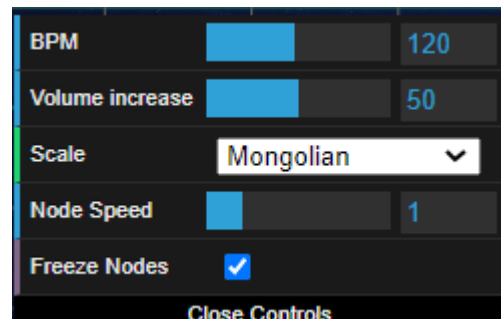 BPM 120
Volume increase 50
Scale Mongolian
Node Speed 1
Freeze Nodes
Close Controls